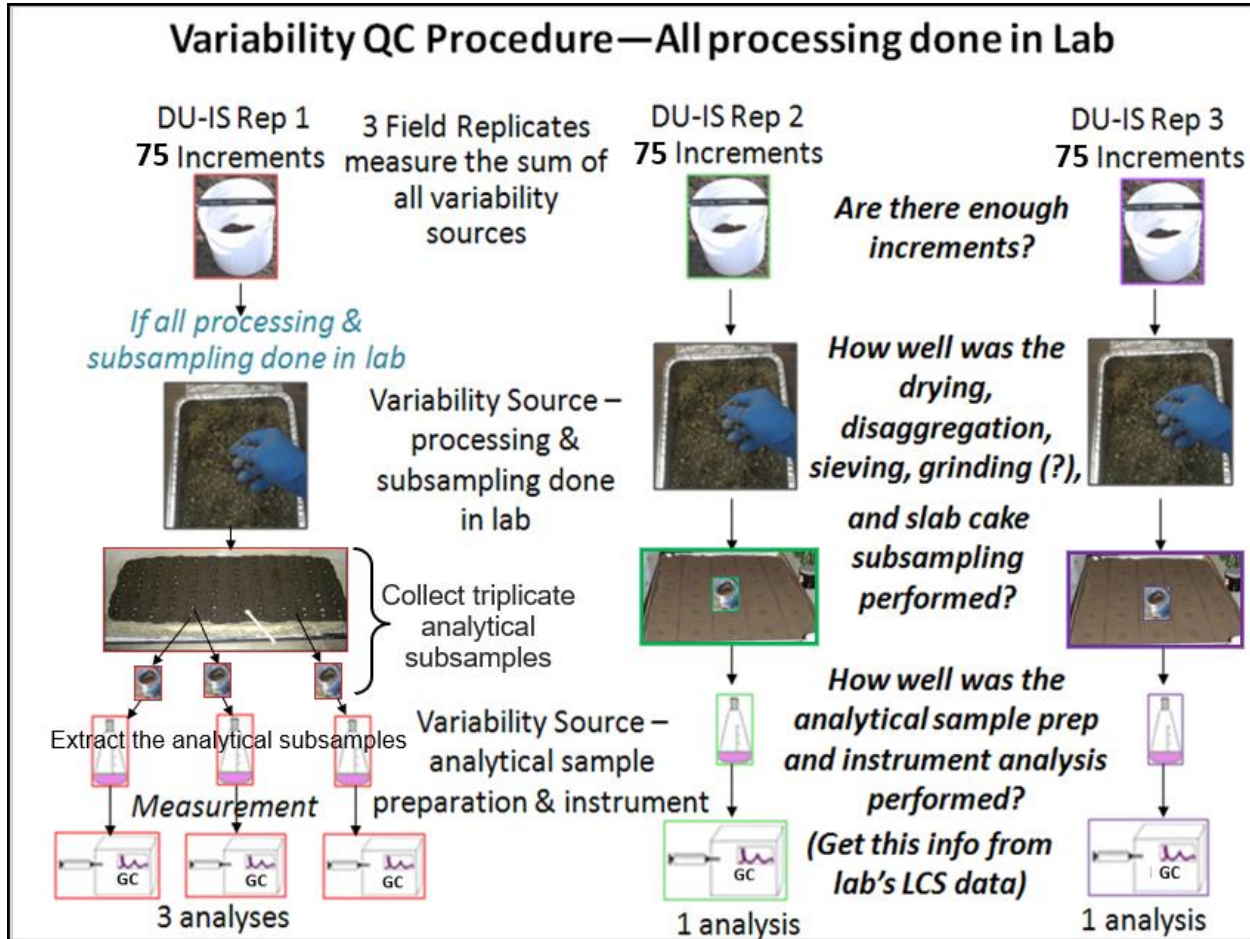 Variability QC Procedure—All processing done in Lab
DU-IS Rep 1
75 Increments
3 Field Replicates
measure the sum of
all variability
sources
DU-IS Rep 2
75 Increments
DU-IS Rep 3
75 Increments
Are there enough
increments?
If all processing &
subsampling done in lab
Variability Source –
processing &
subsampling done
in lab
How well was the
drying,
disaggregation,
sieving, grinding (?),
and slab cake
subsampling
performed?
Collect triplicate
analytical
subsamples
Extract the analytical subsamples
Variability Source –
analytical sample
preparation & instrument
How well was the
analytical sample prep
and instrument analysis
performed?
(Get this info from
lab's LCS data)
Measurement
GC
GC
GC
3 analyses
GC
1 analysis
GC
1 analysis